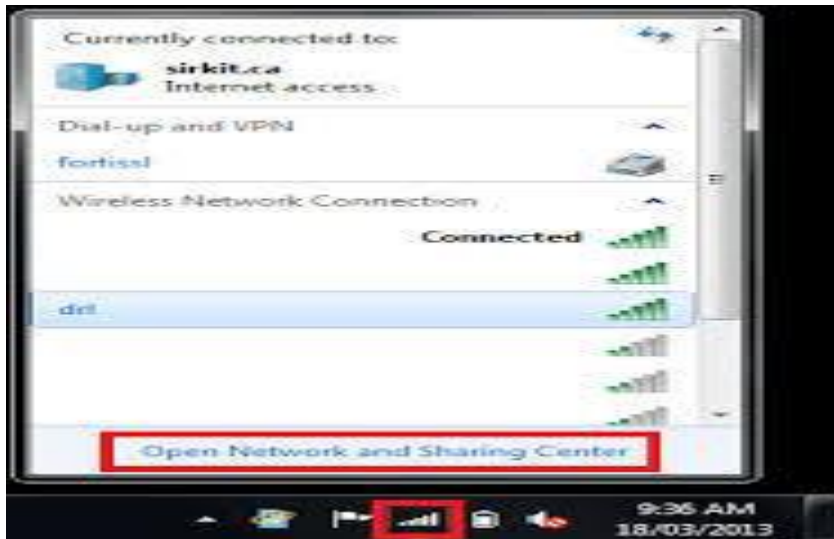 Currently connected to:
sirkit.ca
Internet access
Dial-up and VPN
fortissl
Wireless Network Connection
Connected
Open Network and Sharing Center
9:36 AM
18/03/2013